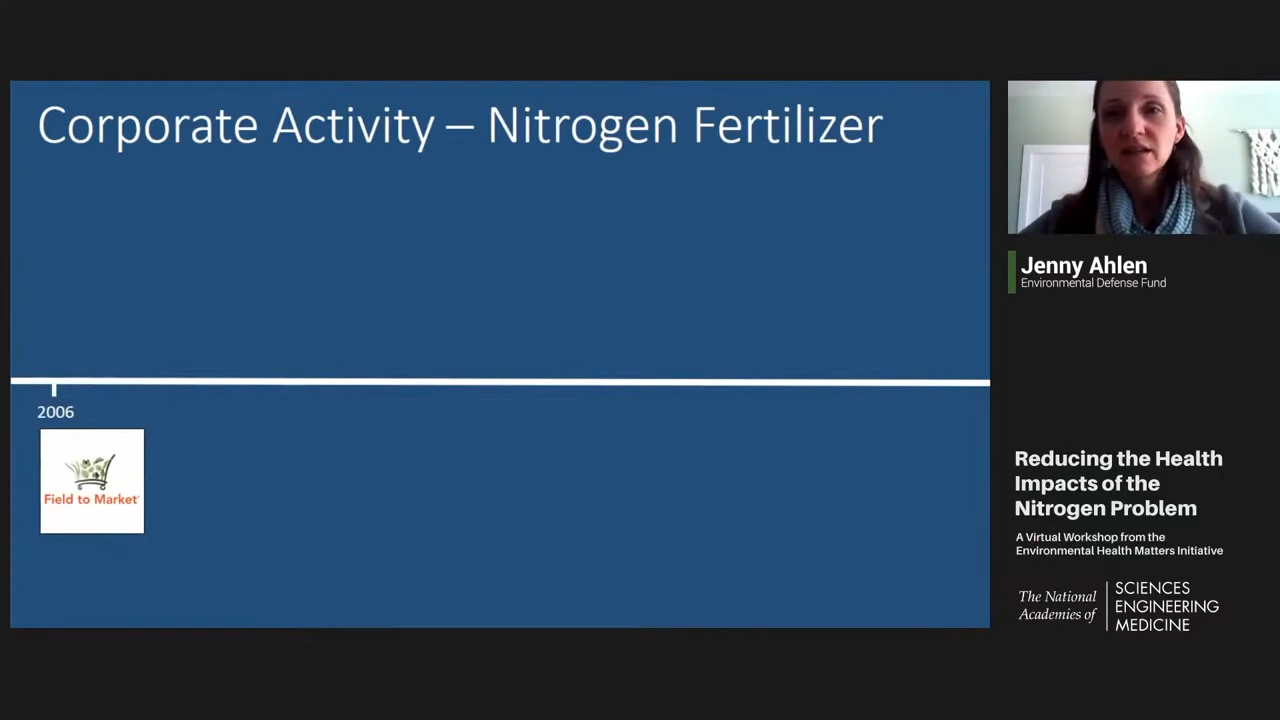 Corporate Activity – Nitrogen Fertilizer
2006
Field to Market
Jenny Ahlen
Environmental Defense Fund
Reducing the Health
Impacts of the
Nitrogen Problem
A Virtual Workshop from the
Environmental Health Matters Initiative
The National
Academies of
SCIENCES
ENGINEERING
MEDICINE